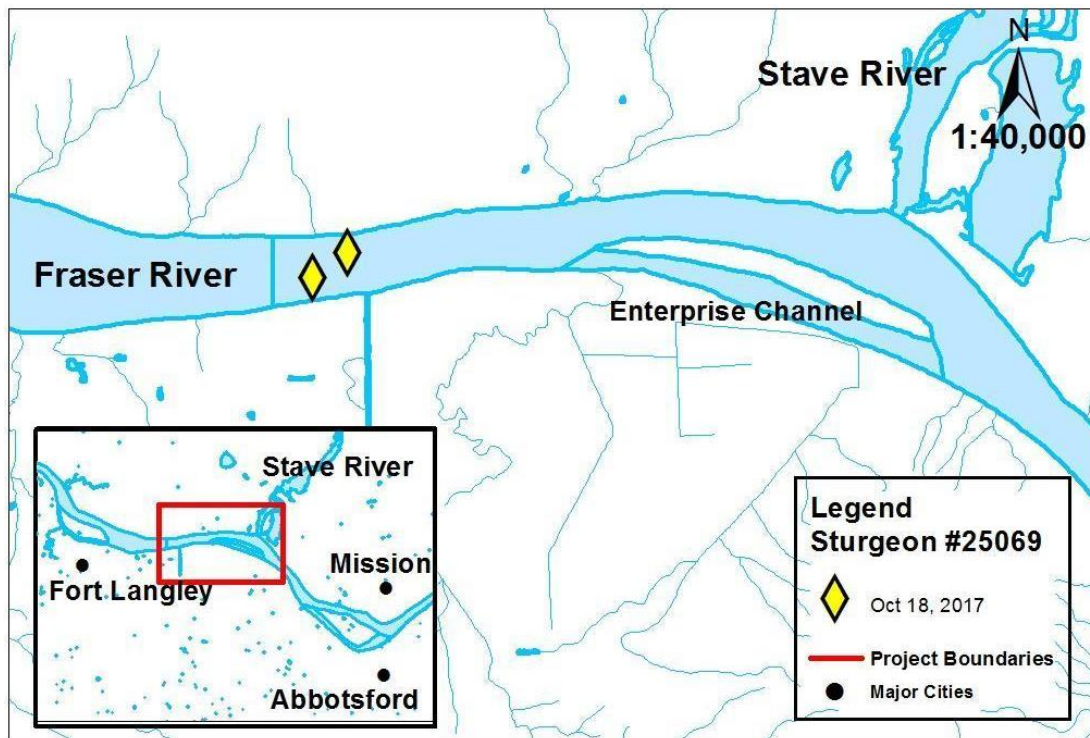 Stave River
N
1:40,000
Fraser River
Enterprise Channel
Stave River
Mission
Fort Langley
Abbotsford
Legend
Sturgeon #25069
Oct 18, 2017
Project Boundaries
Major Cities